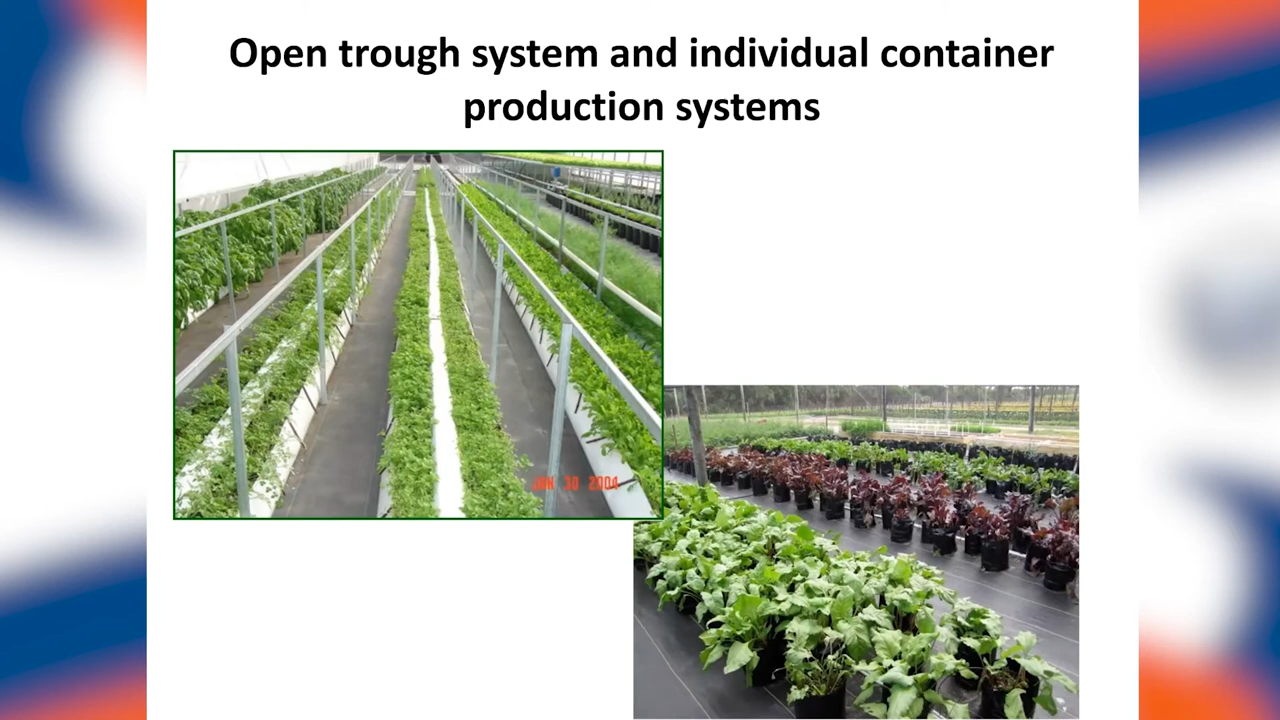 Open trough system and individual container
production systems
JAN 30 2004